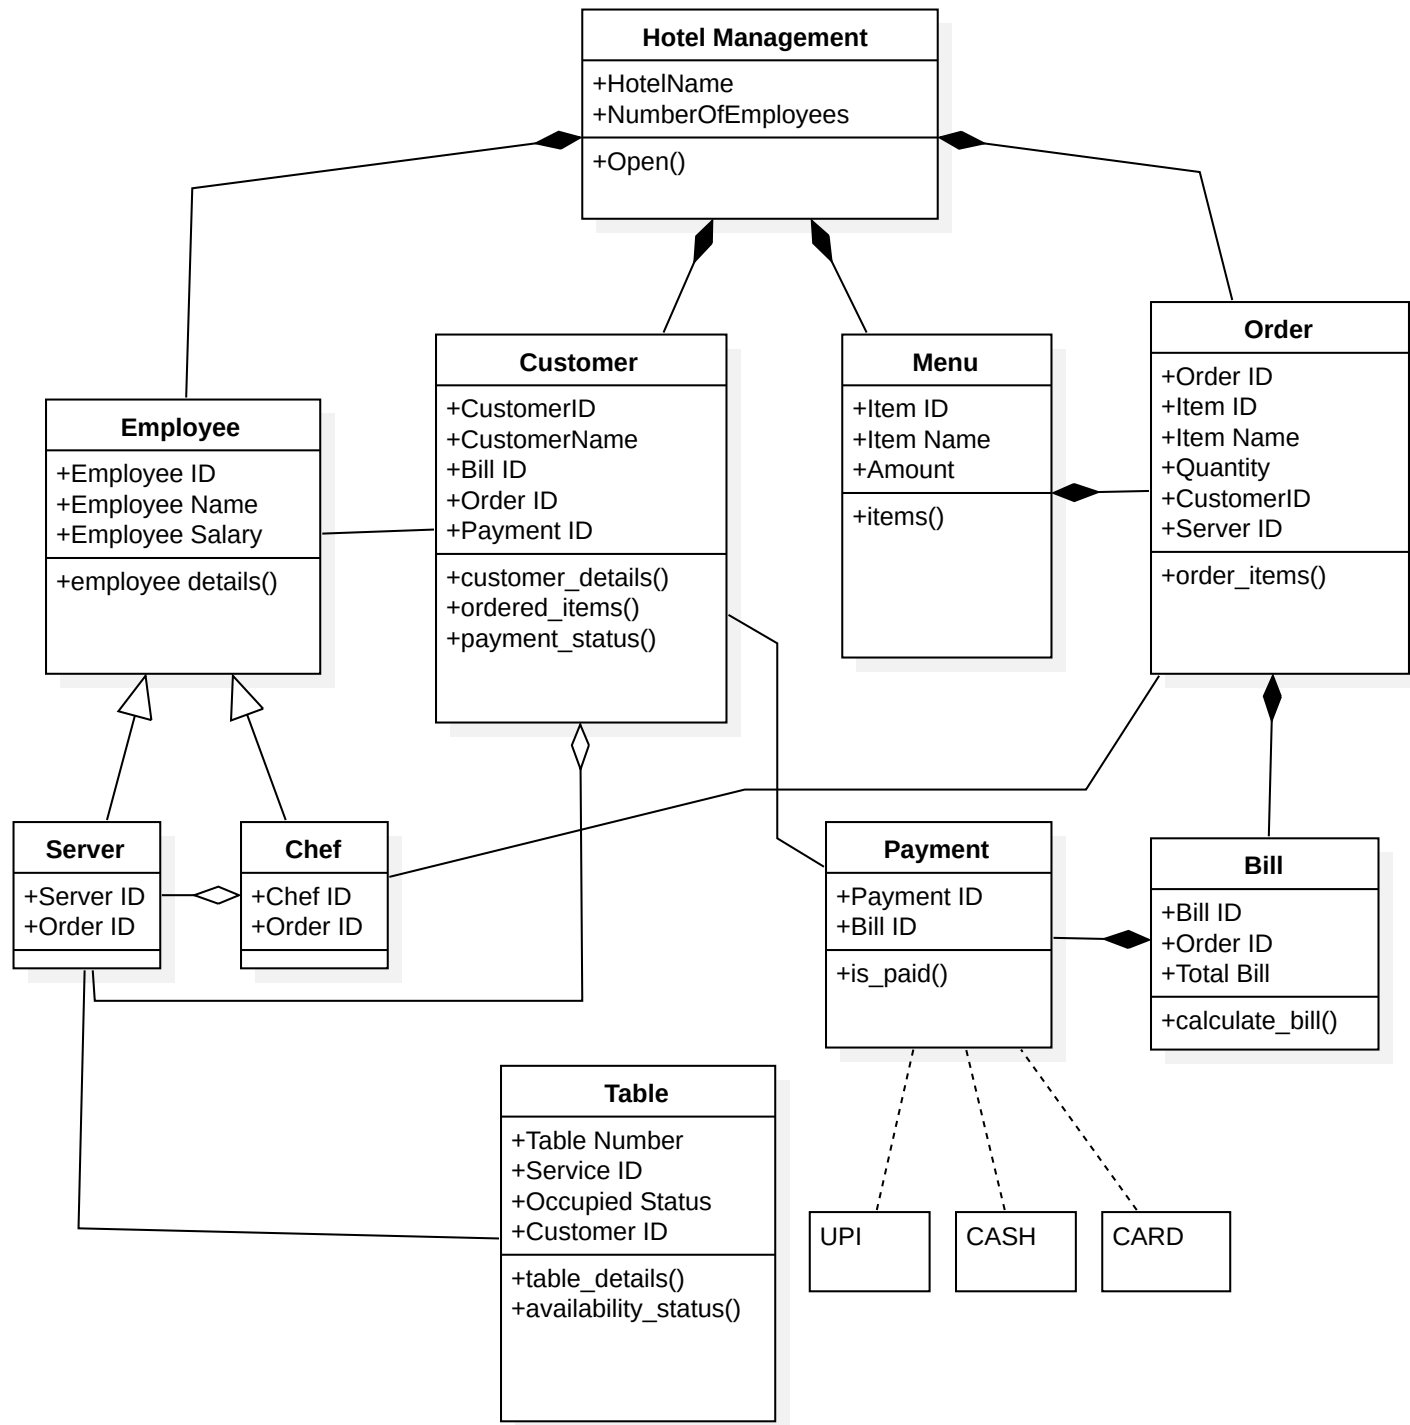 Hotel Management
+HotelName
+NumberOfEmployees
+Open()
Employee
+Employee ID
+Employee Name
+Employee Salary
+employee details()
Customer
+CustomerID
+CustomerName
+Bill ID
+Order ID
+Payment ID
+customer_details()
+ordered_items()
+payment_status()
Menu
+Item ID
+Item Name
+Amount
+items()
Order
+Order ID
+Item ID
+Item Name
+Quantity
+CustomerID
+Server ID
+order_items()
Server
+Server ID
+Order ID
Chef
+Chef ID
+Order ID
Payment
+Payment ID
+Bill ID
+is_paid()
Bill
+Bill ID
+Order ID
+Total Bill
+calculate_bill()
Table
+Table Number
+Service ID
+Occupied Status
+Customer ID
+table_details()
+availability_status()
UPI
CASH
CARD